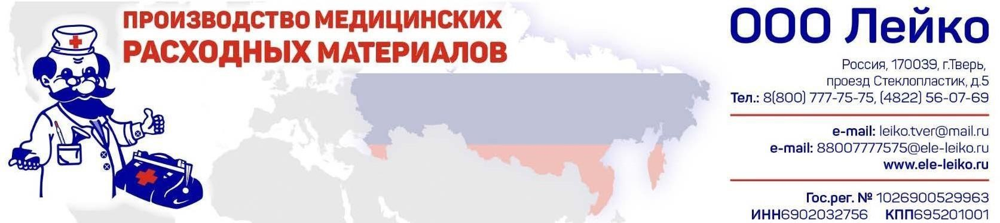 ПРОИЗВОДСТВО МЕДИЦИНСКИХ
РАСХОДНЫХ МАТЕРИАЛОВ
ООО Лейко
Россия, 170039, г.Тверь,
проезд Стеклопластик, д.5
Тел.: 8(800) 777-75-75, (4822) 56-07-69
e-mail: leiko.tver@mail.ru
e-mail: 88007777575@ele-leiko.ru
www.ele-leiko.ru
Гос.рег. № 1026900529963
ИНН6902032756 КПП695201001